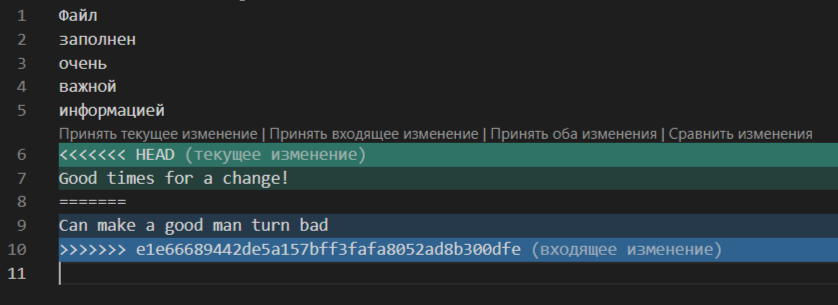 1 Файл
2 заполнен
3 очень
4 важной
5 информацией
Принять текущее изменение | Принять входящее изменение | Принять оба изменения | Сравнить изменения
6 <<<<<<< HEAD (текущее изменение)
7 Good times for a change!
8 =======
9 Can make a good man turn bad
10 >>>>>>> e1e66689442de5a157bff3fafa8052ad8b300dfe (входящее изменение)
11